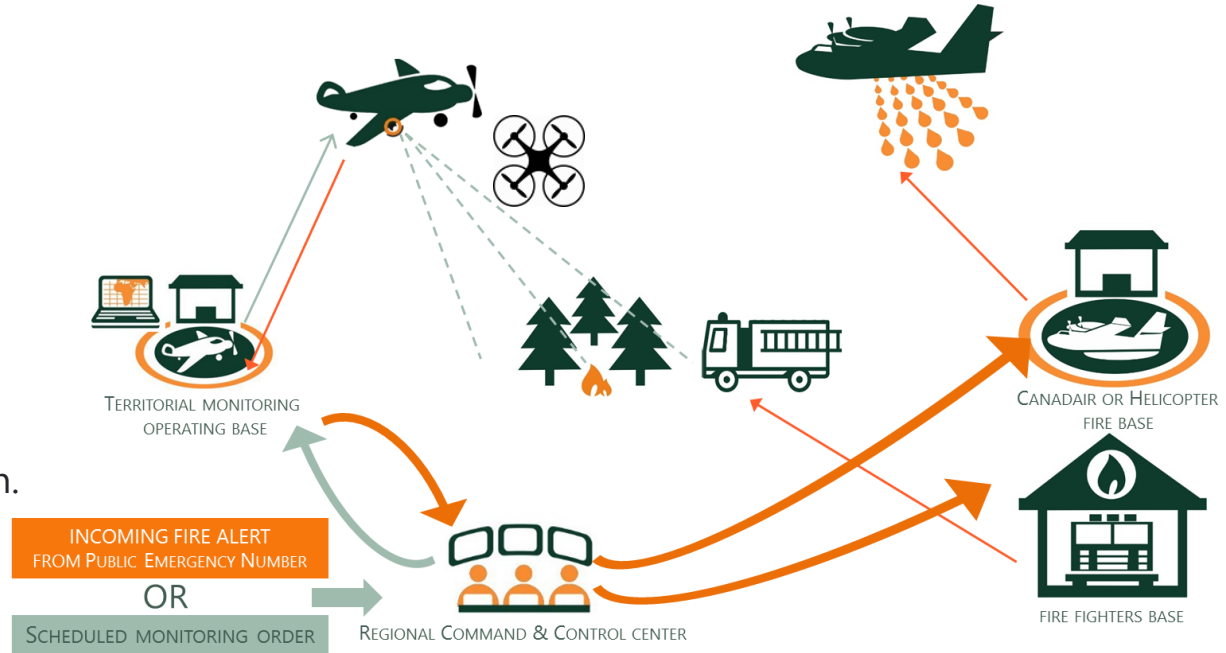 TERRITORIAL MONITORING
OPERATING BASE
CANADAIR OR HELICOPTER
FIRE BASE
n.
INCOMING FIRE ALERT
FROM PUBLIC EMERGENCY NUMBER
OR
SCHEDULED MONITORING ORDER
REGIONAL COMMAND & CONTROL CENTER
FIRE FIGHTERS BASE